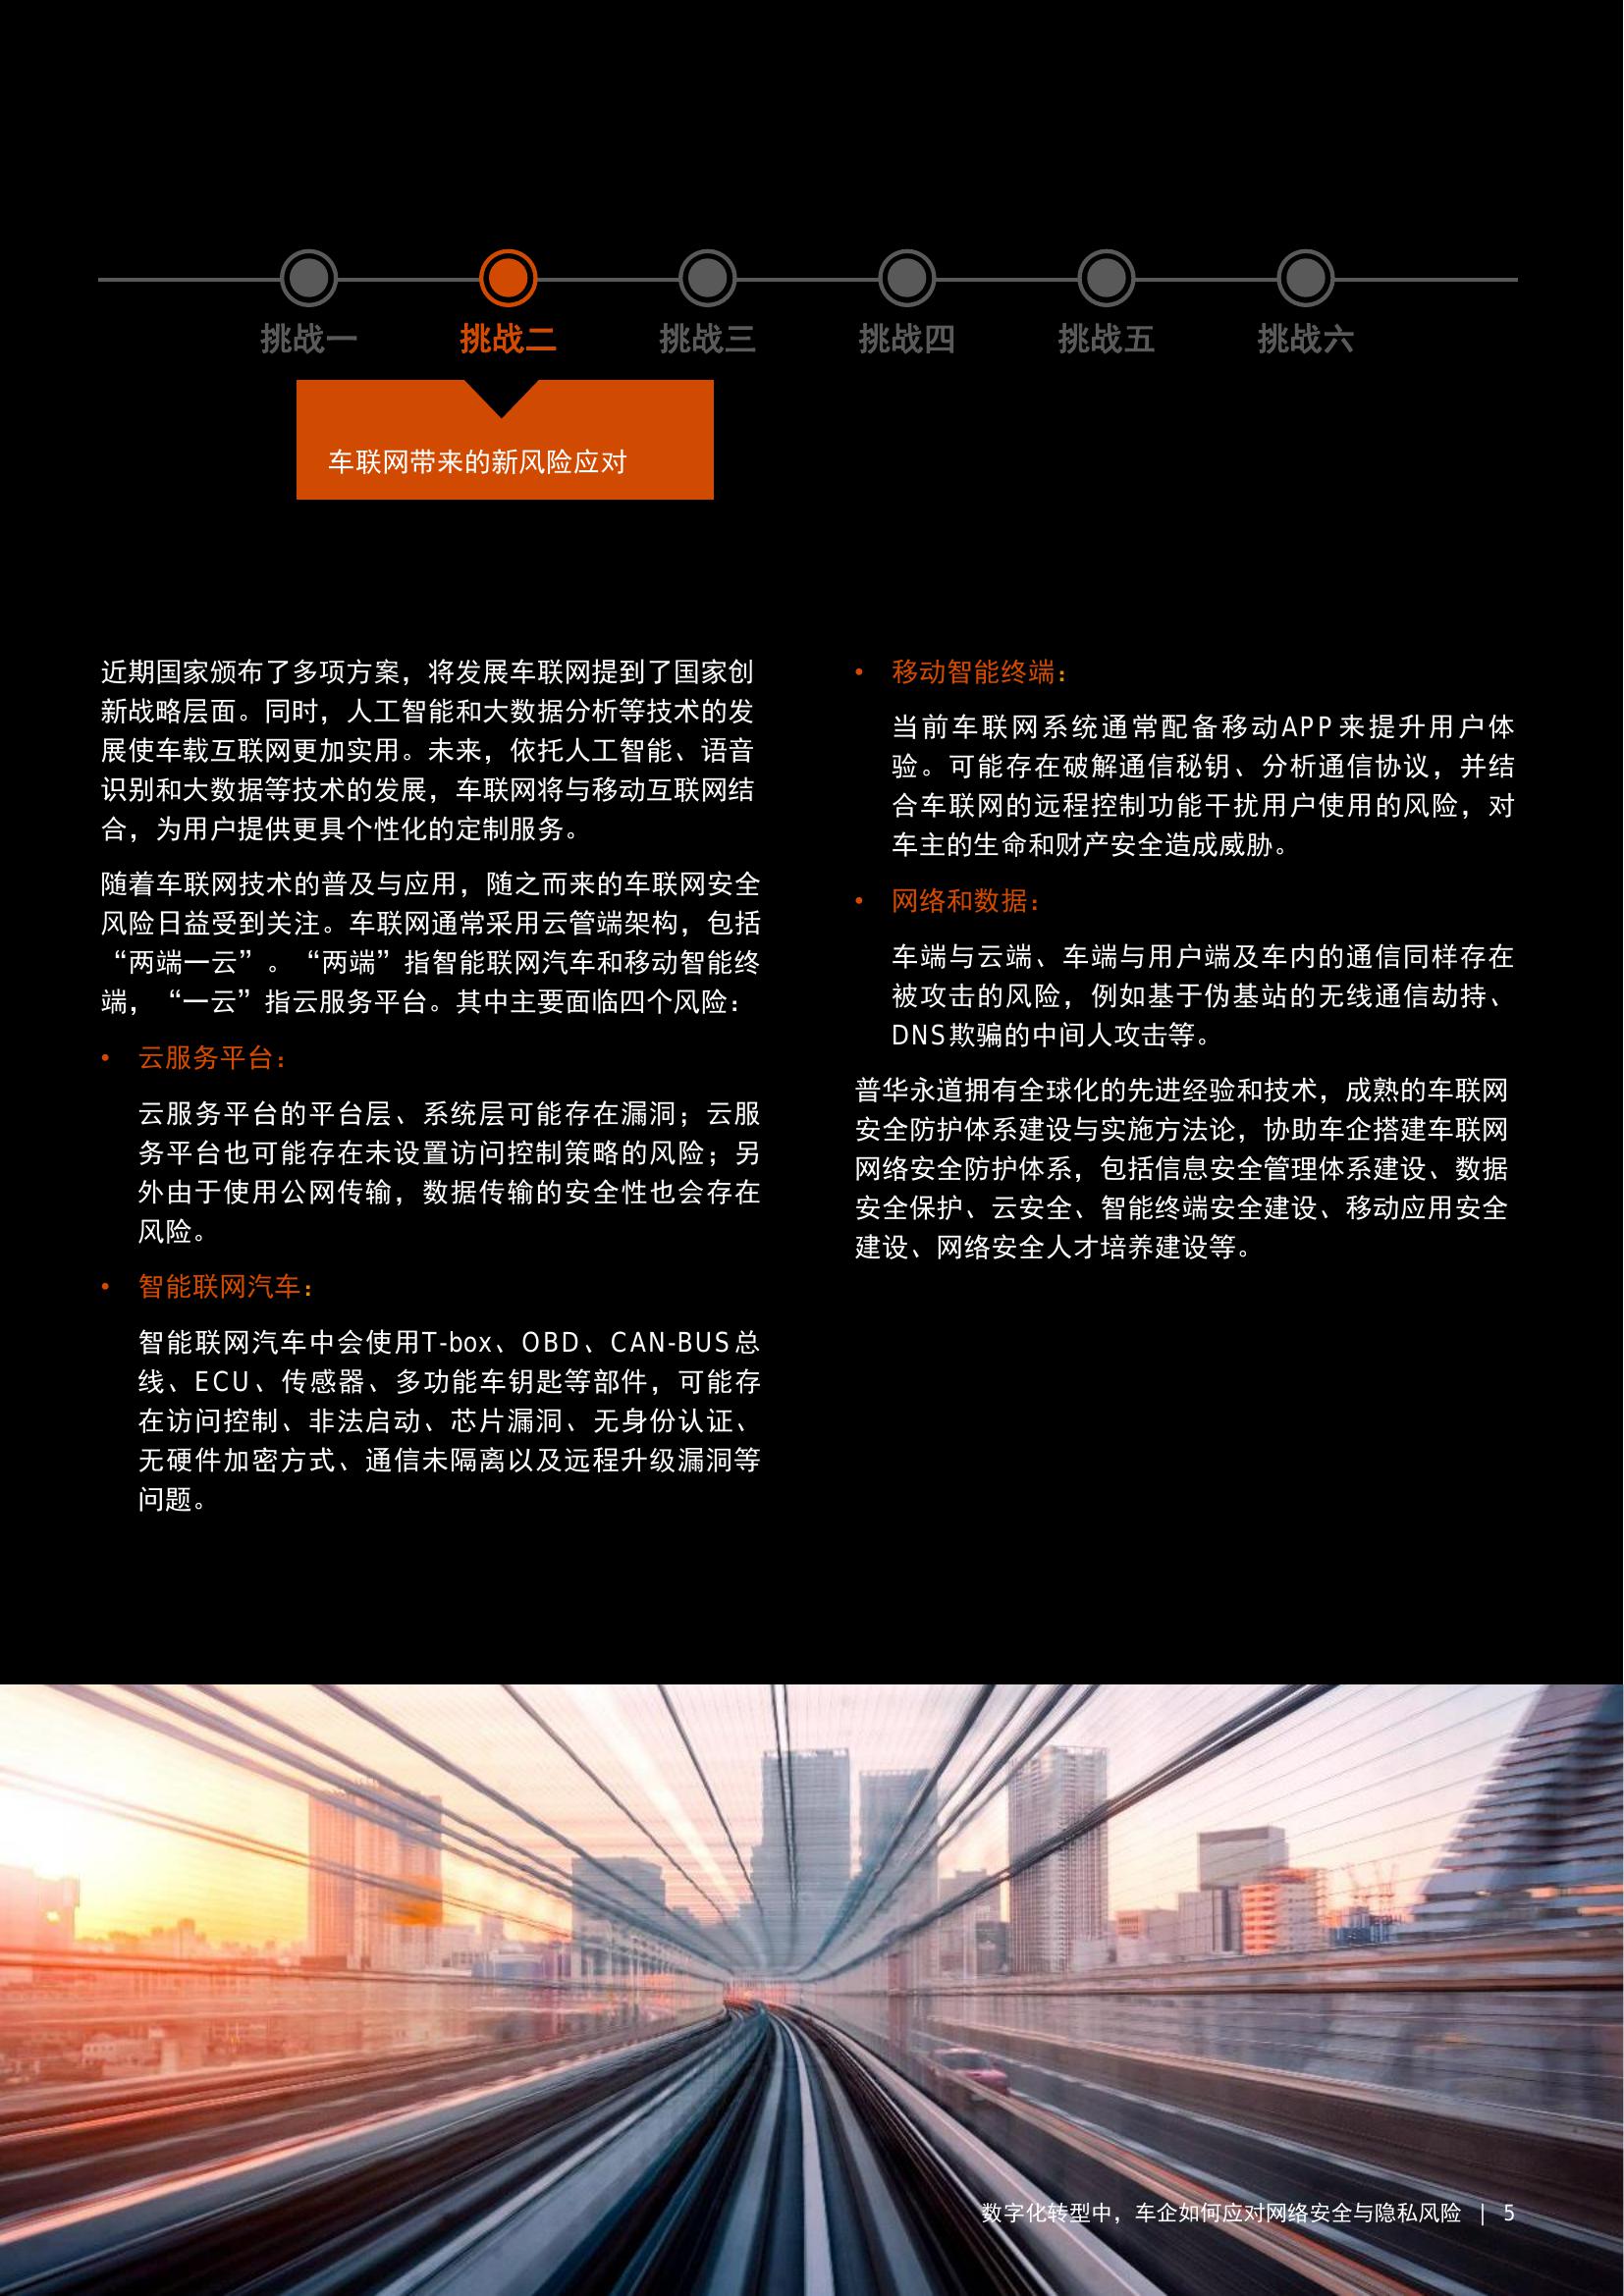 挑战一
挑战二
挑战三
挑战四
挑战五
挑战六
车联网带来的新风险应对
近期国家颁布了多项方案，将发展车联网提到了国家创
新战略层面。同时，人工智能和大数据分析等技术的发
展使车载互联网更加实用。未来，依托人工智能、语音
识别和大数据等技术的发展，车联网将与移动互联网结
合，为用户提供更具个性化的定制服务。
随着车联网技术的普及与应用，随之而来的车联网安全
风险日益受到关注。车联网通常采用云管端架构，包括
“两端一云”。“两端”指智能联网汽车和移动智能终
端，“一云”指云服务平台。其中主要面临四个风险：
• 云服务平台：
云服务平台的平台层、系统层可能存在漏洞；云服
务平台也可能存在未设置访问控制策略的风险；另
外由于使用公网传输，数据传输的安全性也会存在
风险。
• 智能联网汽车：
智能联网汽车中会使用T-box、OBD、CAN-BUS总
线、ECU、传感器、多功能车钥匙等部件，可能存
在访问控制、非法启动、芯片漏洞、无身份认证、
无硬件加密方式、通信未隔离以及远程升级漏洞等
问题。
• 移动智能终端：
当前车联网系统通常配备移动APP来提升用户体
验。可能存在破解通信秘钥、分析通信协议，并结
合车联网的远程控制功能干扰用户使用的风险，对
车主的生命和财产安全造成威胁。
• 网络和数据：
车端与云端、车端与用户端及车内的通信同样存在
被攻击的风险，例如基于伪基站的无线通信劫持、
DNS欺骗的中间人攻击等。
普华永道拥有全球化的先进经验和技术，成熟的车联网
安全防护体系建设与实施方法论，协助车企搭建车联网
网络安全防护体系，包括信息安全管理体系建设、数据
安全保护、云安全、智能终端安全建设、移动应用安全
建设、网络安全人才培养建设等。
数字化转型中，车企如何应对网络安全与隐私风险 | 5